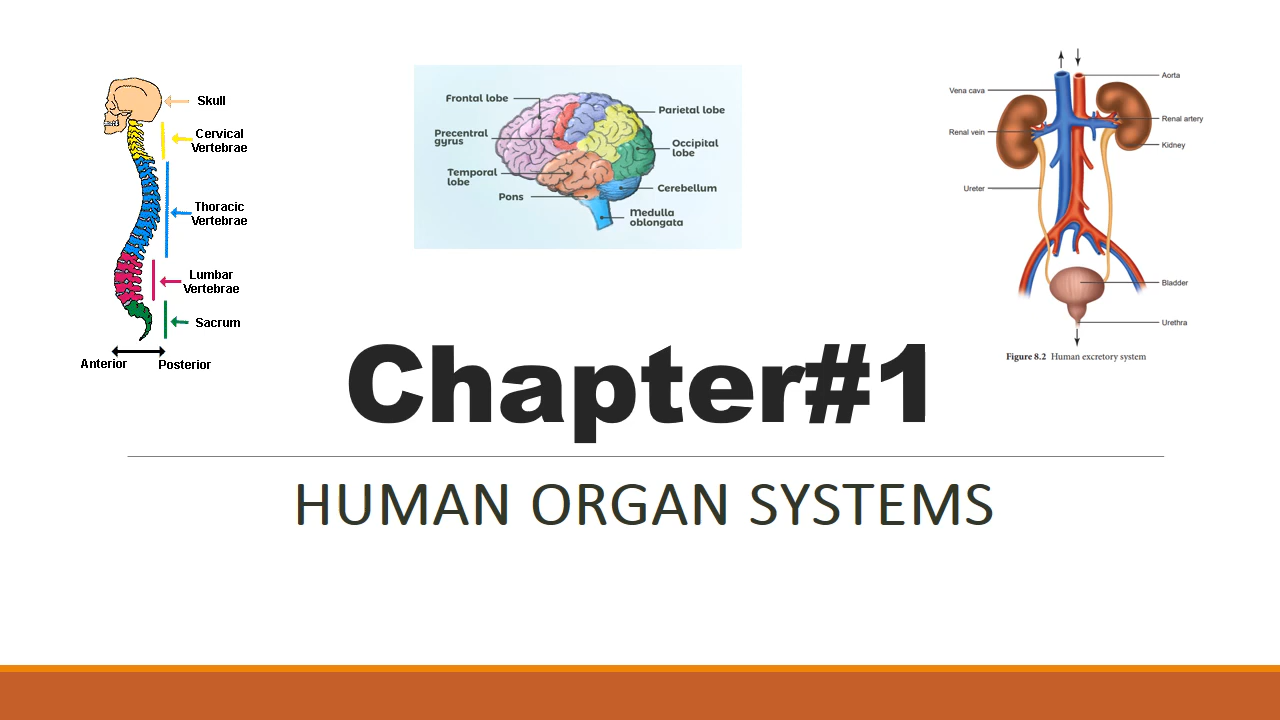 Skull
Cervical
Vertebrae
Thoracic
Vertebrae
Lumbar
Vertebrae
Sacrum
Anterior
Posterior
Frontal lobe
Precentral
gyrus
Temporal
lobe
Pons
Parietal lobe
Occipital
lobe
Cerebellum
Medulla
oblongata
Vena cava
Renal vein
Ureter
Aorta
Renal artery
Kidney
Bladder
Urethra
Figure 8.2 Human excretory system
Chapter#1
HUMAN ORGAN SYSTEMS